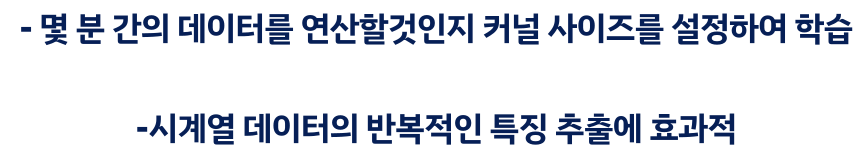 - 몇 분 간의 데이터를 연산할것인지 커널 사이즈를 설정하여 학습
-시계열 데이터의 반복적인 특징 추출에 효과적